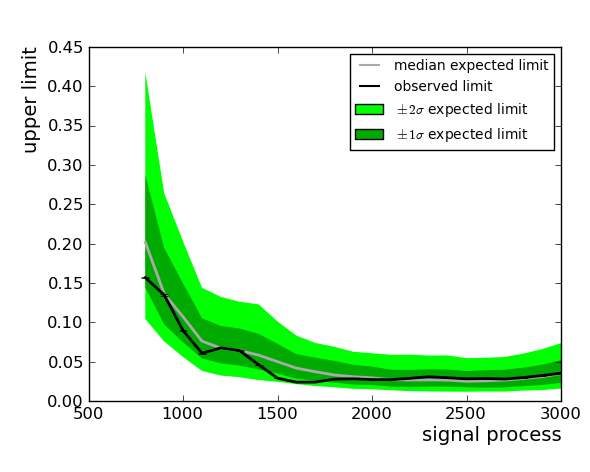 0.45
0.40
0.35
0.30
0.25
0.20
0.15
0.10
0.05
0.00
upper limit
median expected limit
observed limit
±2σ expected limit
±1σ expected limit
500 1000 1500 2000 2500 3000
signal process